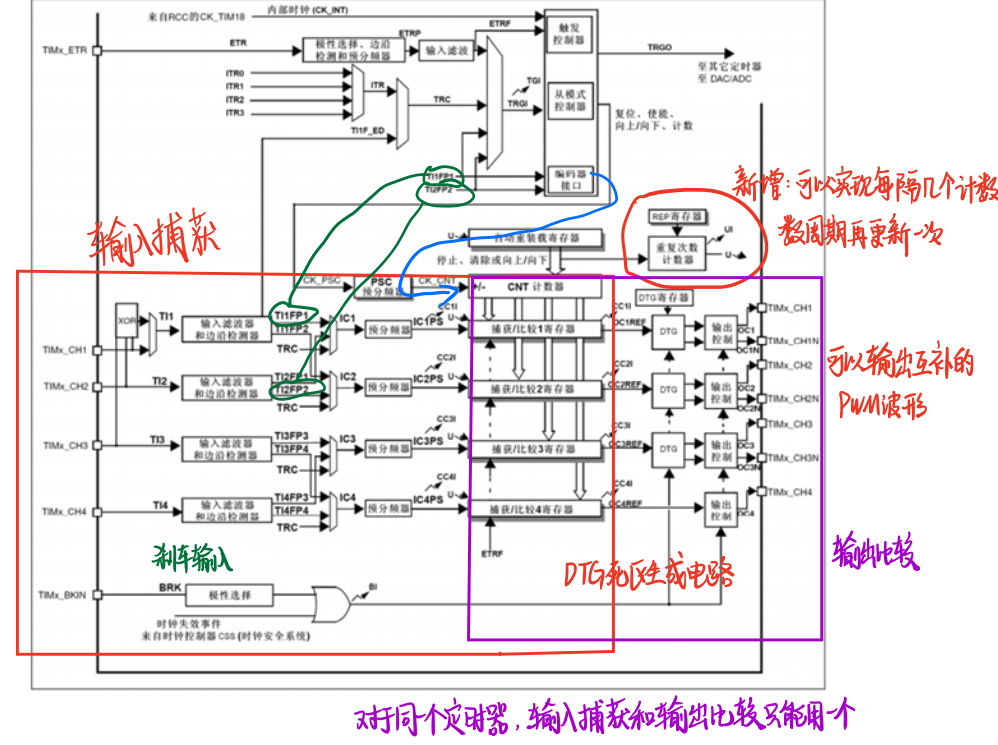 内部时钟 (CK_INT)
来自RCC的CK_TIM18
ETRF
触发
控制器
TRGO
至其它定时器
至 DAC/ADC
TIMx_ETR
ETR
极性选择、边沿
检测和预分频器
ETRP
输入滤波
ITR0
ITR1
ITR2
ITR3
ITR
TRC
TI1F_ED
TGI
TRGI
从模式
控制器
复位、使能、
向上/向下、计数
TI1FP1
TI2FP2
编码器
接口
新增：可以实现每隔几个计数
数周期再更新一次
REP寄存器
UI
重复次数
计数器
U
输入捕获
U
自动重装载寄存器
停止、清除或向上/向下
CK_PSC
PSC
预分频器
CK_CNT
+/-
CNT 计数器
DTG寄存器
XOR
TI1
输入滤波器
和边沿检测器
TI1FP1
TI1FP2
TRC
IC1
预分频器
IC1PS
CC1I
U
捕获/比较1寄存器
CC1I
OC1REF
DTG
输出
控制
OC1
OC1N
TIMx_CH1
TIMx_CH1N
TIMx_CH1
TIMx_CH2
TI2
输入滤波器
和边沿检测器
TI2FP1
TI2FP2
TRC
IC2
预分频器
IC2PS
CC2I
U
捕获/比较2寄存器
CC2I
OC2REF
DTG
输出
控制
OC2
OC2N
TIMx_CH2
TIMx_CH2N
可以输出互补的
PWM波形
TIMx_CH3
TI3
输入滤波器
和边沿检测器
TI3FP3
TI3FP4
TRC
IC3
预分频器
IC3PS
CC3I
U
捕获/比较3寄存器
CC3I
OC3REF
DTG
输出
控制
OC3
OC3N
TIMx_CH3
TIMx_CH3N
TIMx_CH4
TI4
输入滤波器
和边沿检测器
TI4FP3
TI4FP4
TRC
IC4
预分频器
IC4PS
CC4I
U
捕获/比较4寄存器
CC4I
OC4REF
输出
控制
OC4
TIMx_CH4
ETRF
刹车输入
DTG死区生成电路
输出比较
TIMx_BKIN
BRK
极性选择
BI
时钟失效事件
来自时钟控制器 CSS (时钟安全系统)
对于同一个定时器，输入捕获和输出比较只能用一个